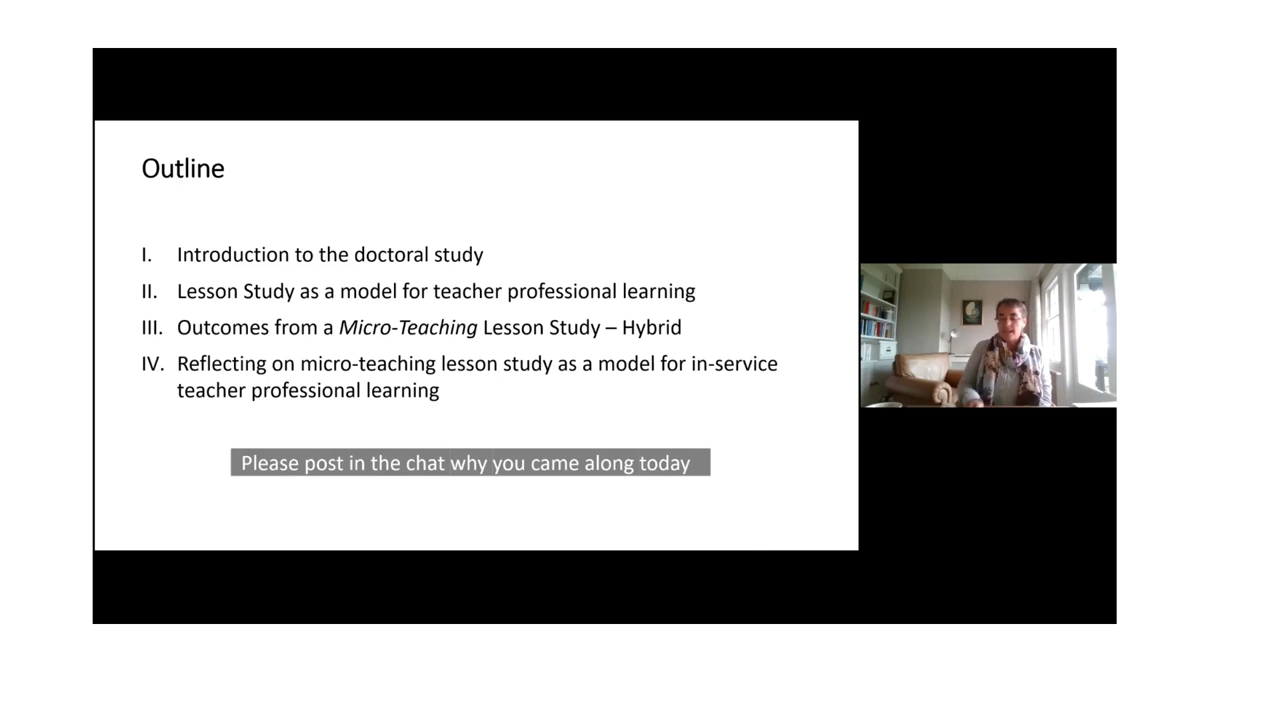 Outline
I. Introduction to the doctoral study
II. Lesson Study as a model for teacher professional learning
III. Outcomes from a Micro-Teaching Lesson Study – Hybrid
IV. Reflecting on micro-teaching lesson study as a model for in-service
teacher professional learning
Please post in the chat why you came along today